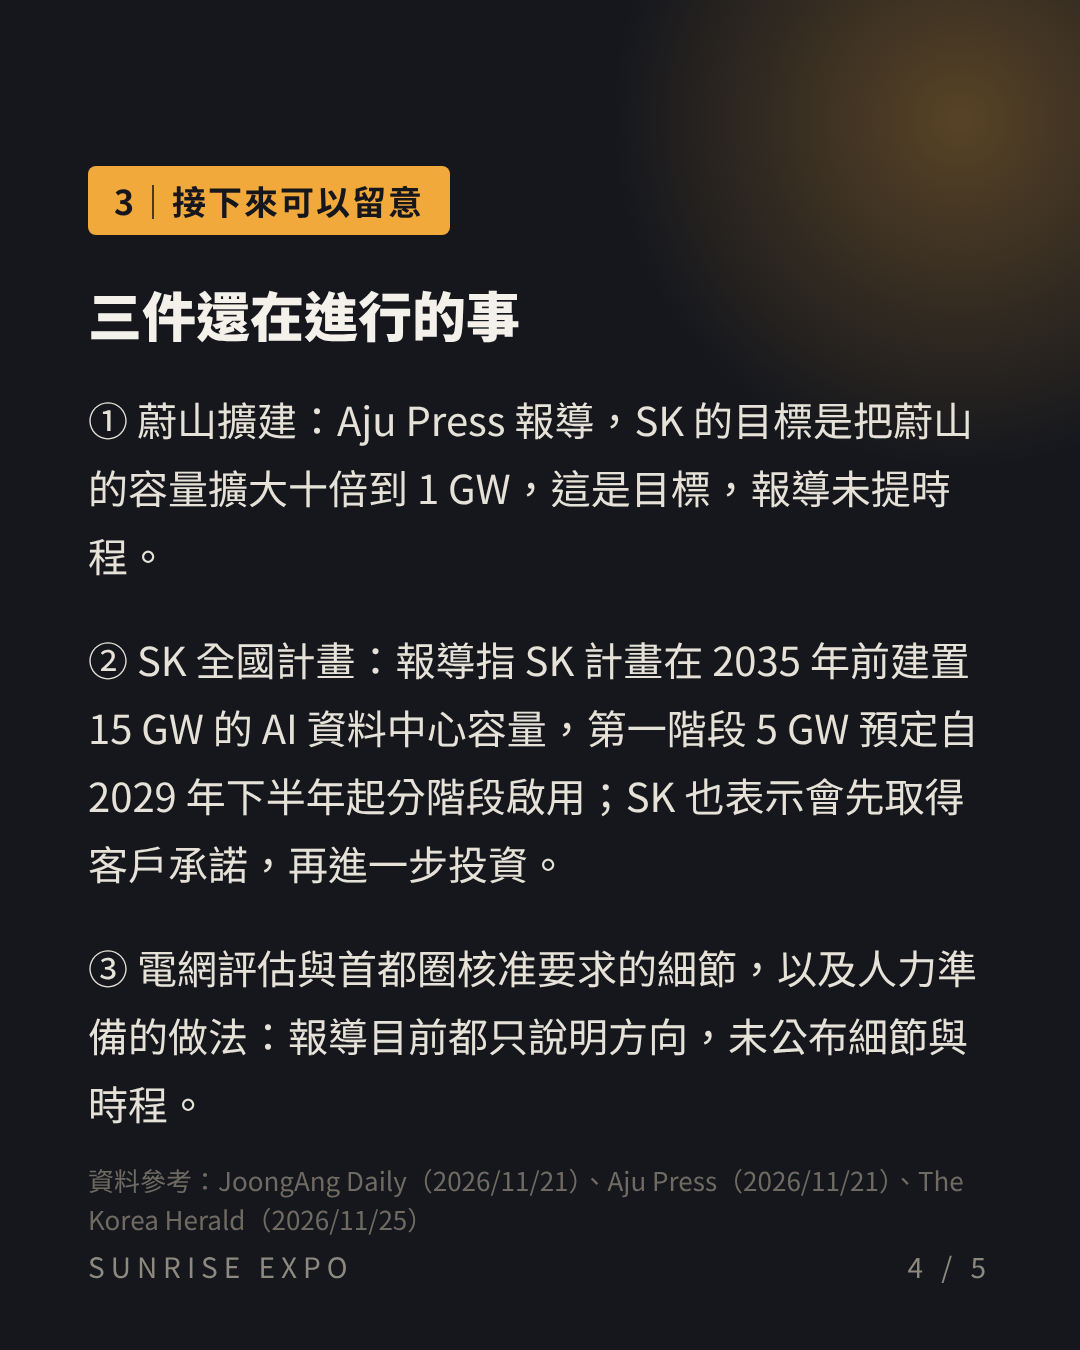 3｜接下來可以留意
三件還在進行的事
① 蔚山擴建：Aju Press 報導，SK 的目標是把蔚山
的容量擴大十倍到 1 GW，這是目標，報導未提時
程。
② SK 全國計畫：報導指 SK 計畫在 2035 年前建置
15 GW 的 AI 資料中心容量，第一階段 5 GW 預定自
2029 年下半年起分階段啟用；SK 也表示會先取得
客戶承諾，再進一步投資。
③ 電網評估與首都圈核准要求的細節，以及人力準
備的做法：報導目前都只說明方向，未公布細節與
時程。
資料參考：JoongAng Daily（2026/11/21）、Aju Press（2026/11/21）、The
Korea Herald（2026/11/25）
SUNRISE EXPO
4 / 5